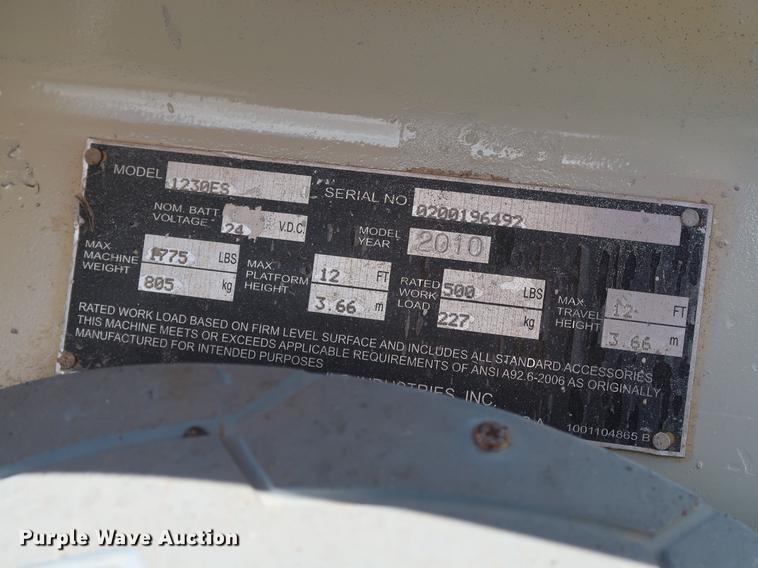 MODEL 1230ES SERIAL NO. 0200196492
NOM. BATT. VOLTAGE 24 V.D.C. MODEL YEAR 2010
MAX. MACHINE WEIGHT 1775 LBS 805 kg
MAX. PLATFORM HEIGHT 12 FT 3.66 m
RATED WORK LOAD 500 LBS 227 kg
MAX. TRAVEL HEIGHT 12 FT 3.66 m
RATED WORK LOAD BASED ON FIRM LEVEL SURFACE AND INCLUDES ALL STANDARD ACCESSORIES
THIS MACHINE MEETS OR EXCEEDS APPLICABLE REQUIREMENTS OF ANSI A92.6-2006 AS ORIGINALLY
MANUFACTURED FOR INTENDED PURPOSES
INDUSTRIES, INC.
1001104865 B
Purple Wave Auction